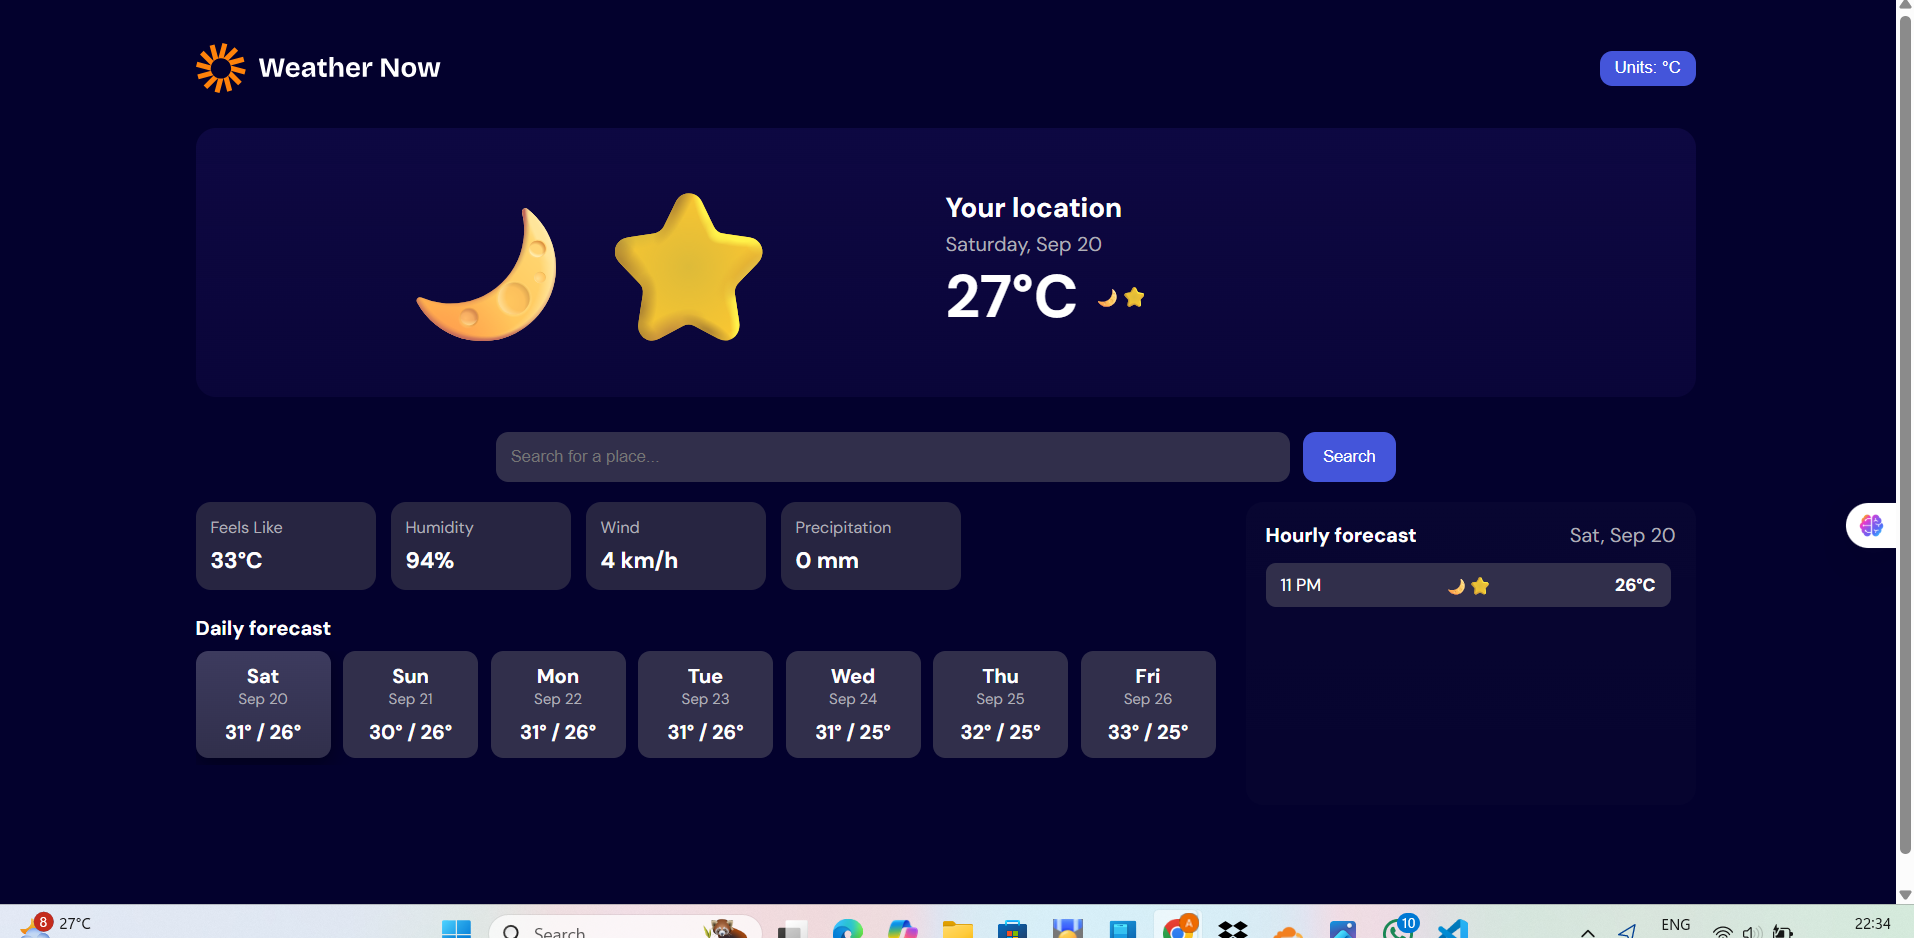 Weather Now
Units: °C
Your location
Saturday, Sep 20
27°C
Search for a place...
Search
Feels Like
33°C
Humidity
94%
Wind
4 km/h
Precipitation
0 mm
Hourly forecast
Sat, Sep 20
11 PM
26°C
Daily forecast
Sat
Sep 20
31° / 26°
Sun
Sep 21
30° / 26°
Mon
Sep 22
31° / 26°
Tue
Sep 23
31° / 26°
Wed
Sep 24
31° / 25°
Thu
Sep 25
32° / 25°
Fri
Sep 26
33° / 25°
8
27°C
Search
A
10
ENG
22:34